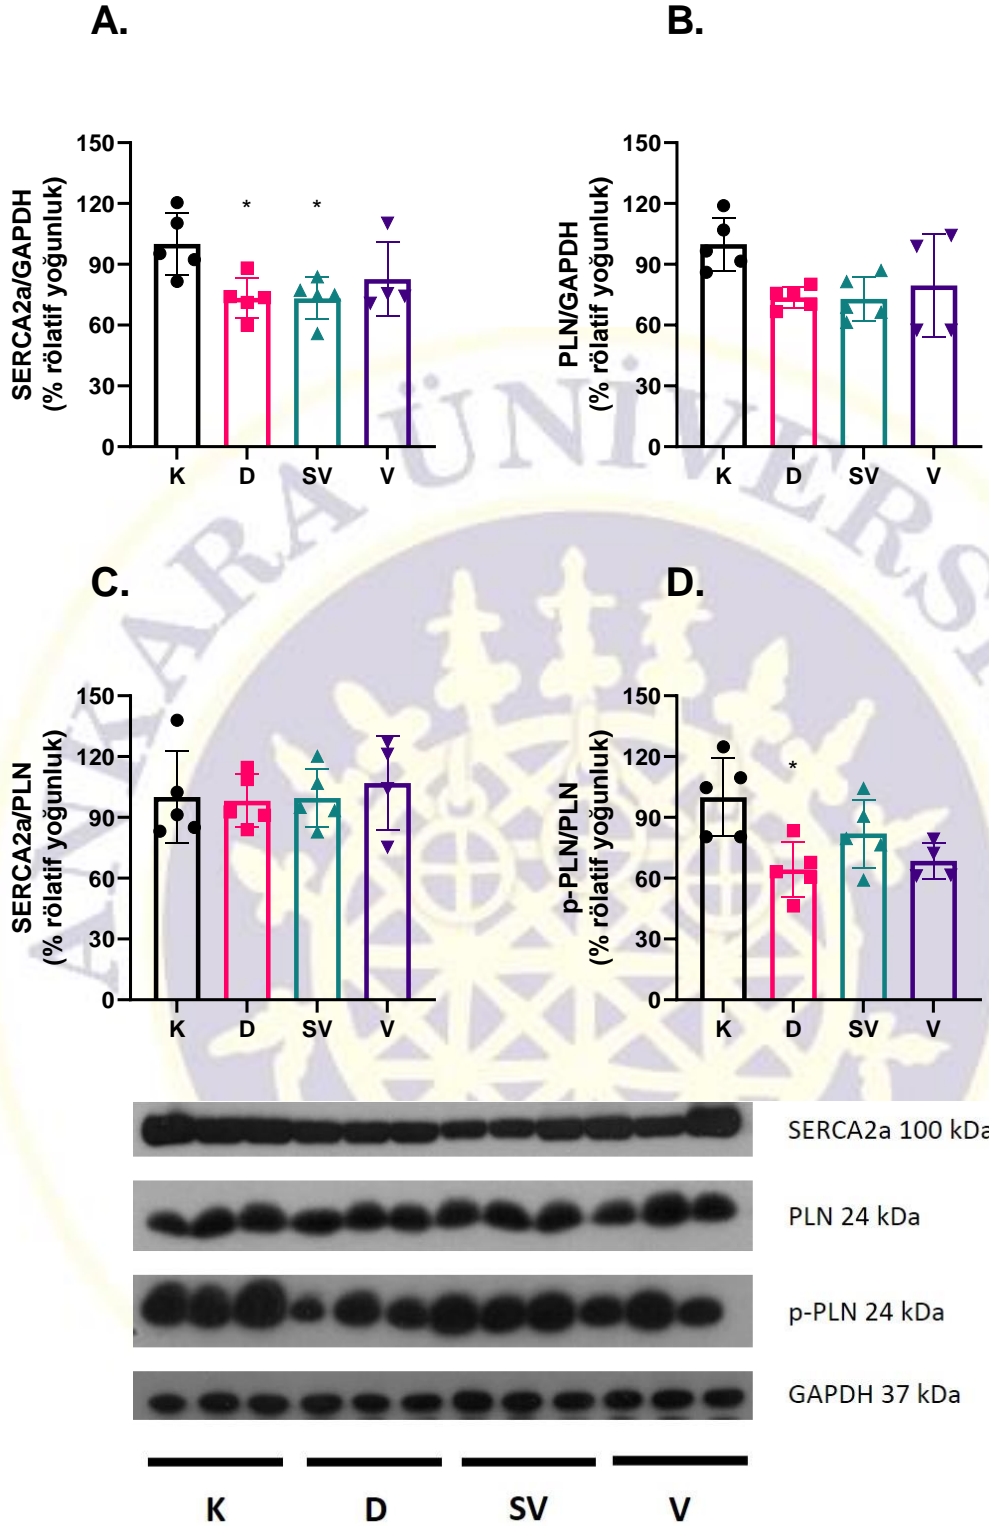 A.
B.
SERCA2a/GAPDH
(% rölatif yoğunluk)
150
120
90
60
30
0
*
*
K D SV V
PLN/GAPDH
(% rölatif yoğunluk)
150
120
90
60
30
0
K D SV V
ANKARA ÜNİVERSİ
C.
D.
SERCA2a/PLN
(% rölatif yoğunluk)
150
120
90
60
30
0
K D SV V
p-PLN/PLN
(% rölatif yoğunluk)
150
120
90
60
30
0
*
K D SV V
SERCA2a 100 kDa
PLN 24 kDa
p-PLN 24 kDa
GAPDH 37 kDa
K D SV V